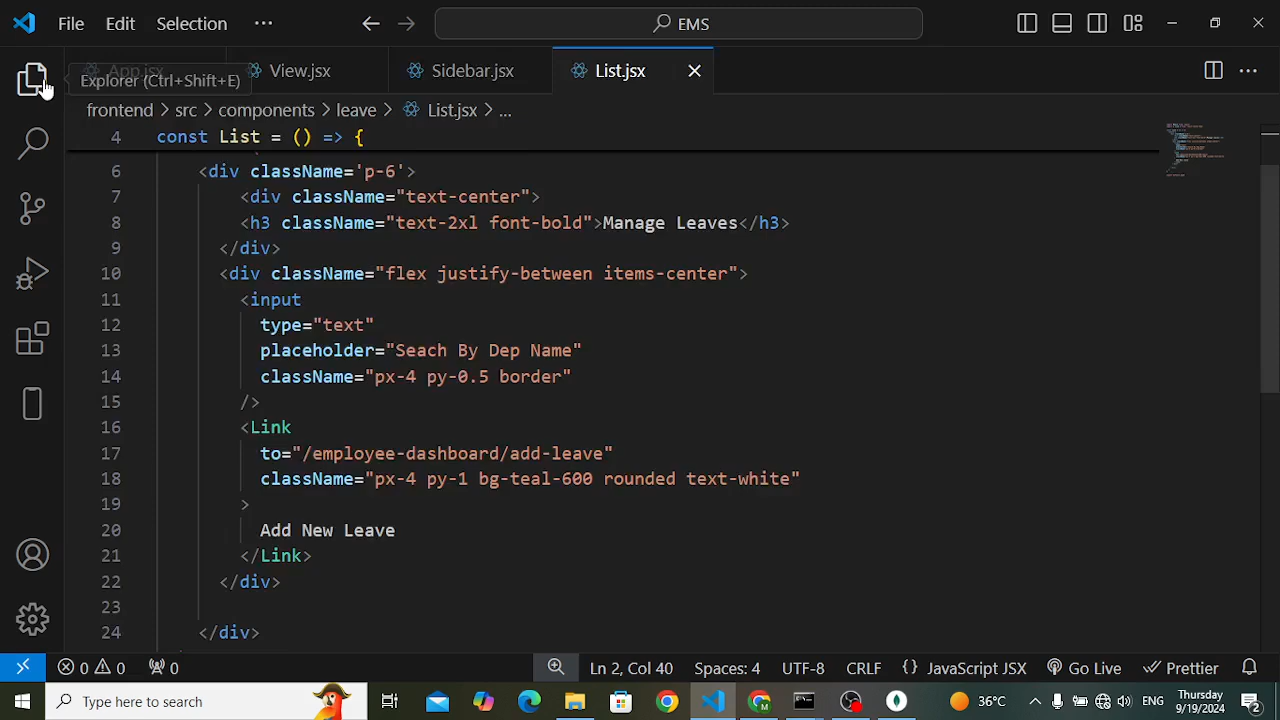 File Edit Selection ··· EMS
App.jsx View.jsx Sidebar.jsx List.jsx
Explorer (Ctrl+Shift+E)
frontend > src > components > leave > List.jsx > ...
4 const List = () => {
6 <div className='p-6'>
7 <div className="text-center">
8 <h3 className="text-2xl font-bold">Manage Leaves</h3>
9 </div>
10 <div className="flex justify-between items-center">
11 <input
12 type="text"
13 placeholder="Seach By Dep Name"
14 className="px-4 py-0.5 border"
15 />
16 <Link
17 to="/employee-dashboard/add-leave"
18 className="px-4 py-1 bg-teal-600 rounded text-white"
19 >
20 Add New Leave
21 </Link>
22 </div>
23
24 </div>
0 0 0 Ln 2, Col 40 Spaces: 4 UTF-8 CRLF {} JavaScript JSX Go Live Prettier
Type here to search 36°C ENG Thursday
9/19/2024 2